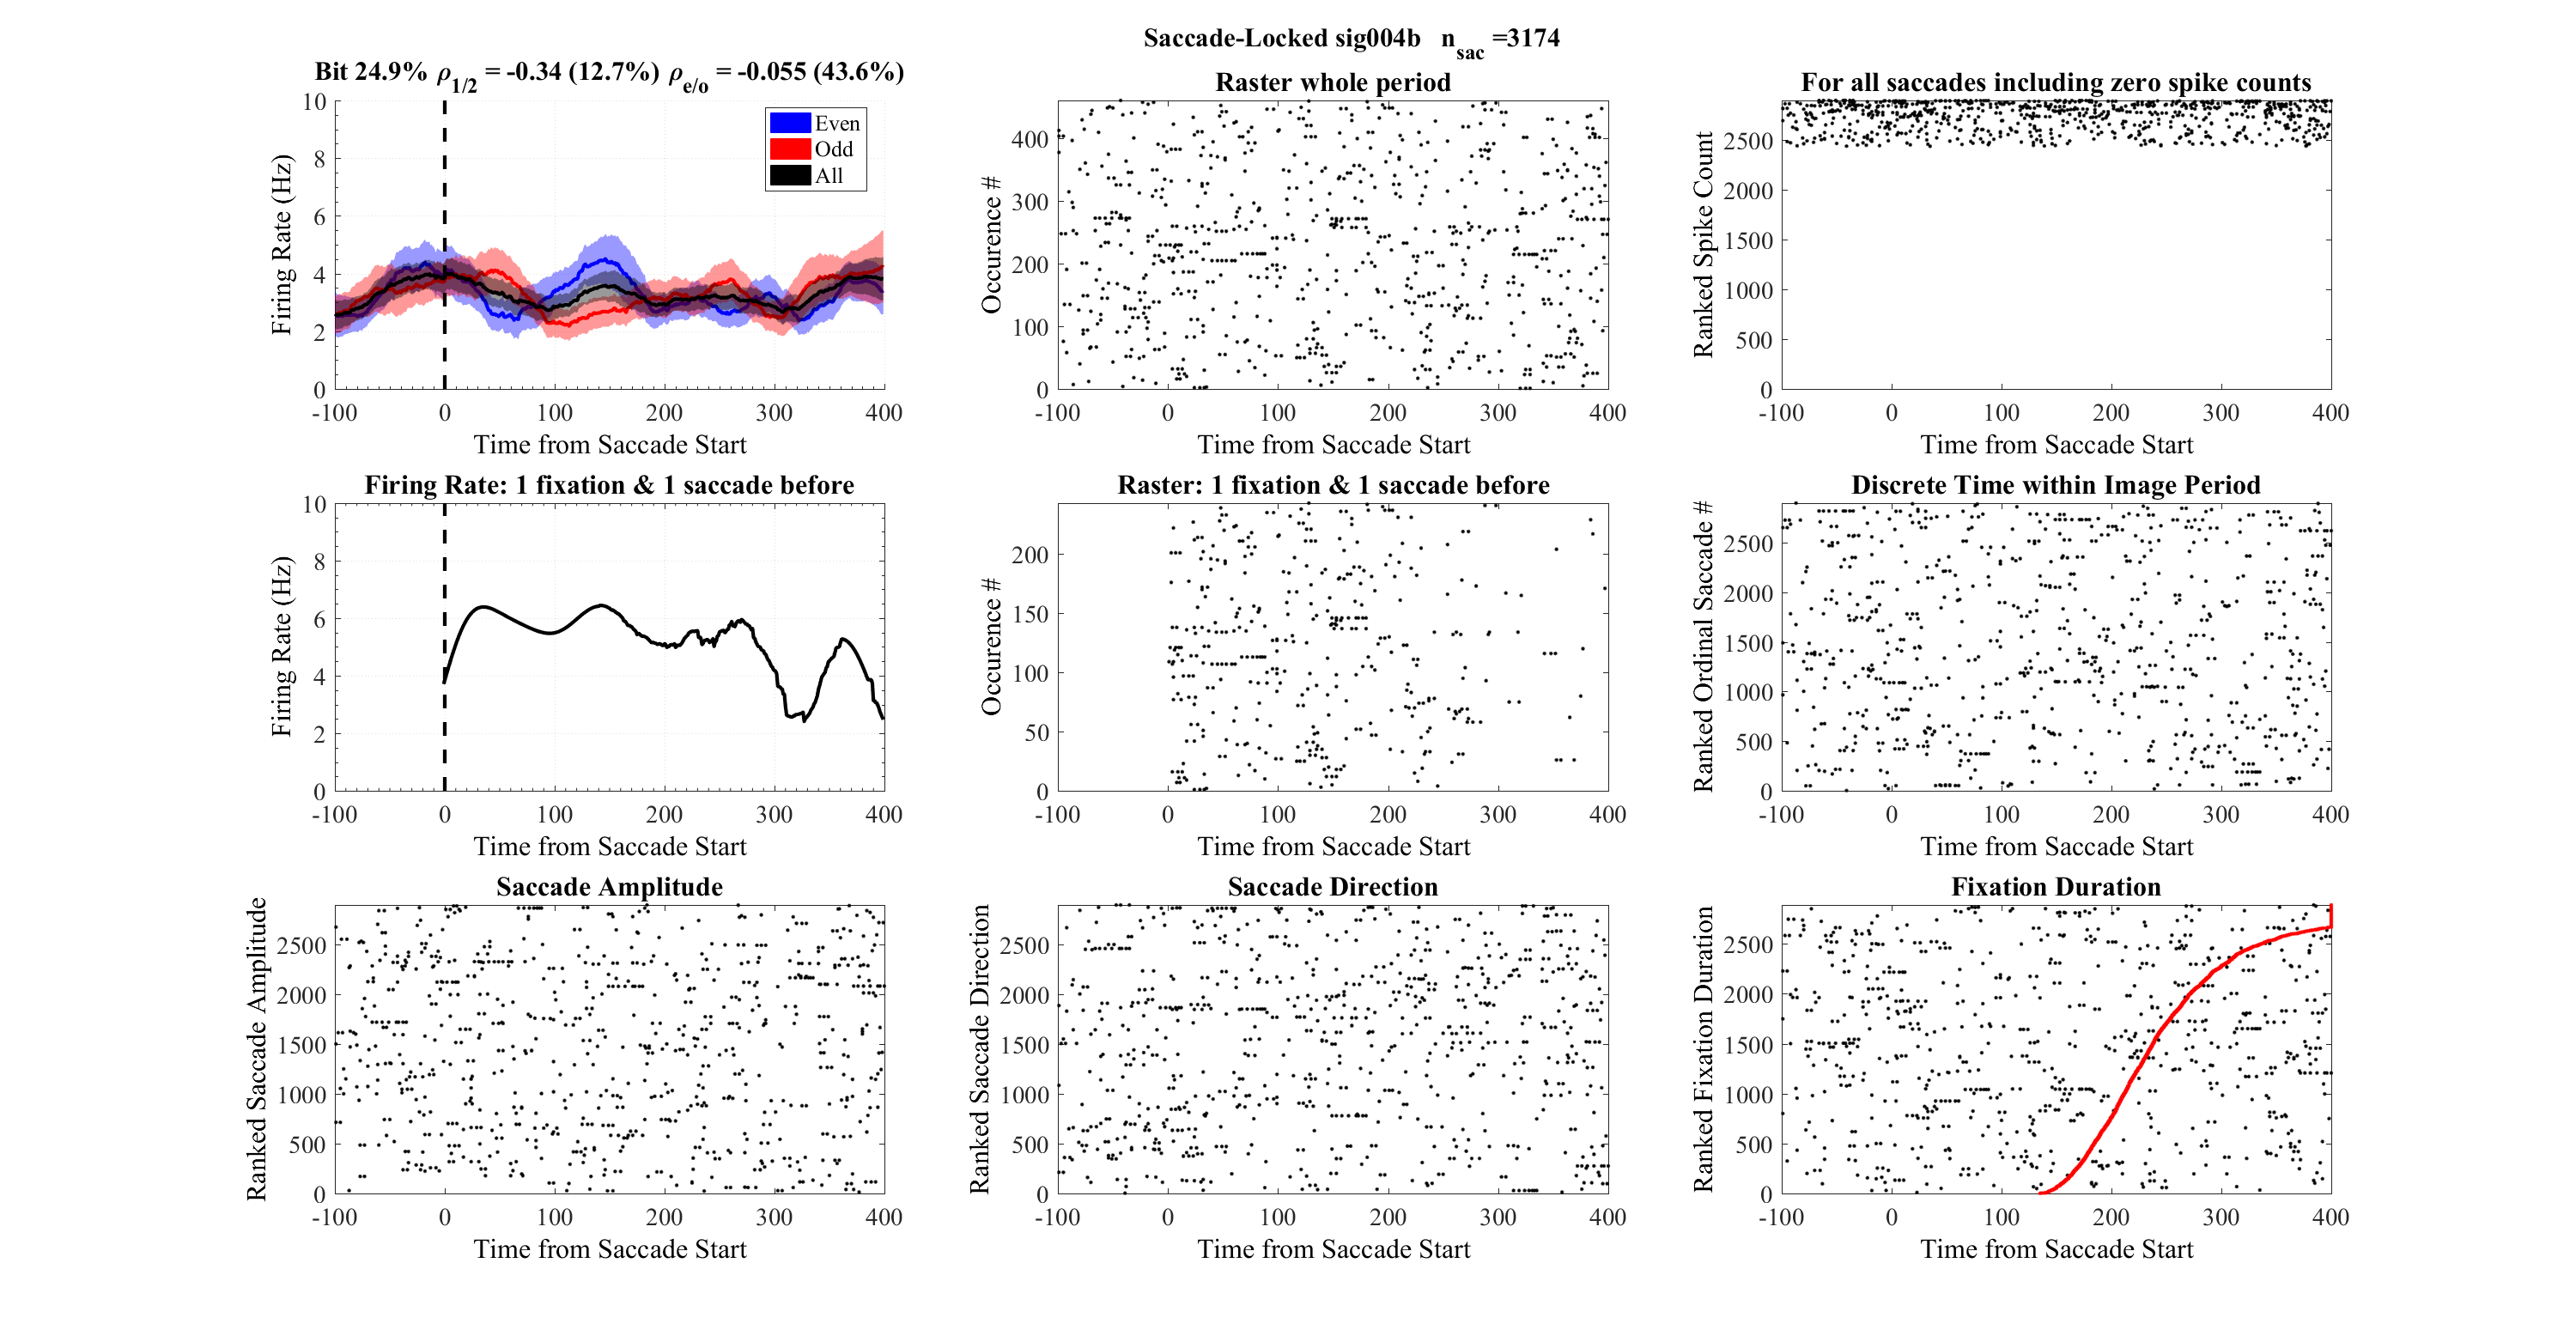 Saccade-Locked sig004b n_sac =3174
Bit 24.9% ρ_1/2 = -0.34 (12.7%) ρ_e/o = -0.055 (43.6%)
10
8
6
4
2
0
Firing Rate (Hz)
Even
Odd
All
-100 0 100 200 300 400
Time from Saccade Start
Raster whole period
400
300
200
100
0
Occurence #
-100 0 100 200 300 400
Time from Saccade Start
For all saccades including zero spike counts
2500
2000
1500
1000
500
0
Ranked Spike Count
-100 0 100 200 300 400
Time from Saccade Start
Firing Rate: 1 fixation & 1 saccade before
10
8
6
4
2
0
Firing Rate (Hz)
-100 0 100 200 300 400
Time from Saccade Start
Raster: 1 fixation & 1 saccade before
200
150
100
50
0
Occurence #
-100 0 100 200 300 400
Time from Saccade Start
Discrete Time within Image Period
2500
2000
1500
1000
500
0
Ranked Ordinal Saccade #
-100 0 100 200 300 400
Time from Saccade Start
Saccade Amplitude
2500
2000
1500
1000
500
0
Ranked Saccade Amplitude
-100 0 100 200 300 400
Time from Saccade Start
Saccade Direction
2500
2000
1500
1000
500
0
Ranked Saccade Direction
-100 0 100 200 300 400
Time from Saccade Start
Fixation Duration
2500
2000
1500
1000
500
0
Ranked Fixation Duration
-100 0 100 200 300 400
Time from Saccade Start